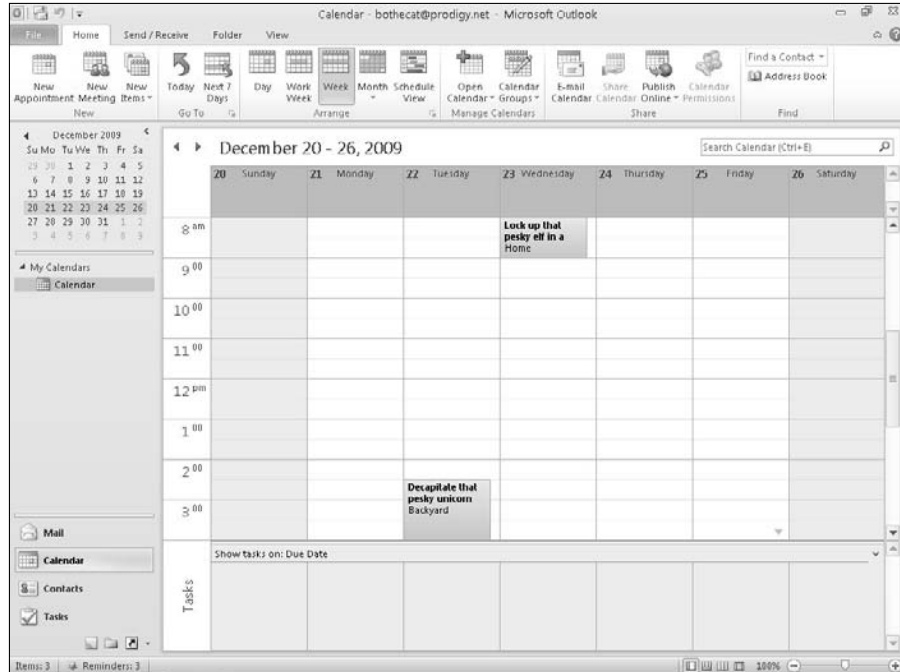 Calendar - bothecat@prodigy.net - Microsoft Outlook
File Home Send / Receive Folder View
New Appointment New Meeting New Items Today Next 7 Days Day Work Week Week Month Schedule View Open Calendar Calendar Groups E-mail Calendar Share Calendar Publish Online Calendar Permissions Find a Contact Address Book
New Go To Arrange Manage Calendars Share Find
December 2009
Su Mo Tu We Th Fr Sa
29 30 1 2 3 4 5
6 7 8 9 10 11 12
13 14 15 16 17 18 19
20 21 22 23 24 25 26
27 28 29 30 31 1 2
3 4 5 6 7 8 9
My Calendars
Calendar
December 20 - 26, 2009
Search Calendar (Ctrl+E)
20 Sunday 21 Monday 22 Tuesday 23 Wednesday 24 Thursday 25 Friday 26 Saturday
8 am
Lock up that
pesky elf in a
Home
9 00
10 00
11 00
12 pm
1 00
2 00
Decapitate that
pesky unicorn
Backyard
3 00
Mail
Calendar
Contacts
Tasks
Show tasks on: Due Date
Tasks
Items: 3 Reminders: 3 100%